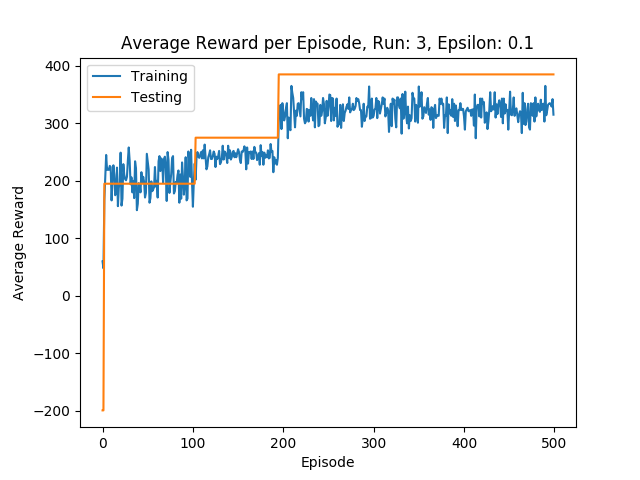 Average Reward per Episode, Run: 3, Epsilon: 0.1
Training
Testing
400
300
200
100
0
−100
−200
Average Reward
0 100 200 300 400 500
Episode